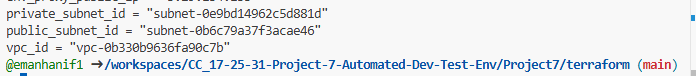 private_subnet_id = "subnet-0e9bd14962c5d881d"
public_subnet_id = "subnet-0b6c79a37f3acae46"
vpc_id = "vpc-0b330b9636fa90c7b"
@emanhanif1 ➜/workspaces/CC_17-25-31-Project-7-Automated-Dev-Test-Env/Project7/terraform (main)